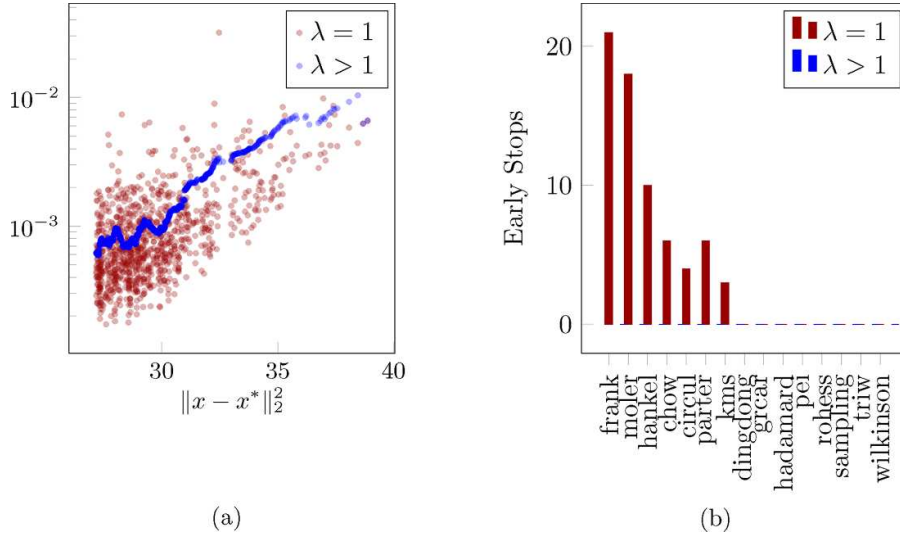 10⁻²
10⁻³
30
35
40
‖x − x*‖₂²
λ = 1
λ > 1
(a)
Early Stops
20
10
0
λ = 1
λ > 1
frank
moler
hankel
chow
circul
parter
kms
dingdong
grcar
hadamard
pei
rohess
sampling
triw
wilkinson
(b)